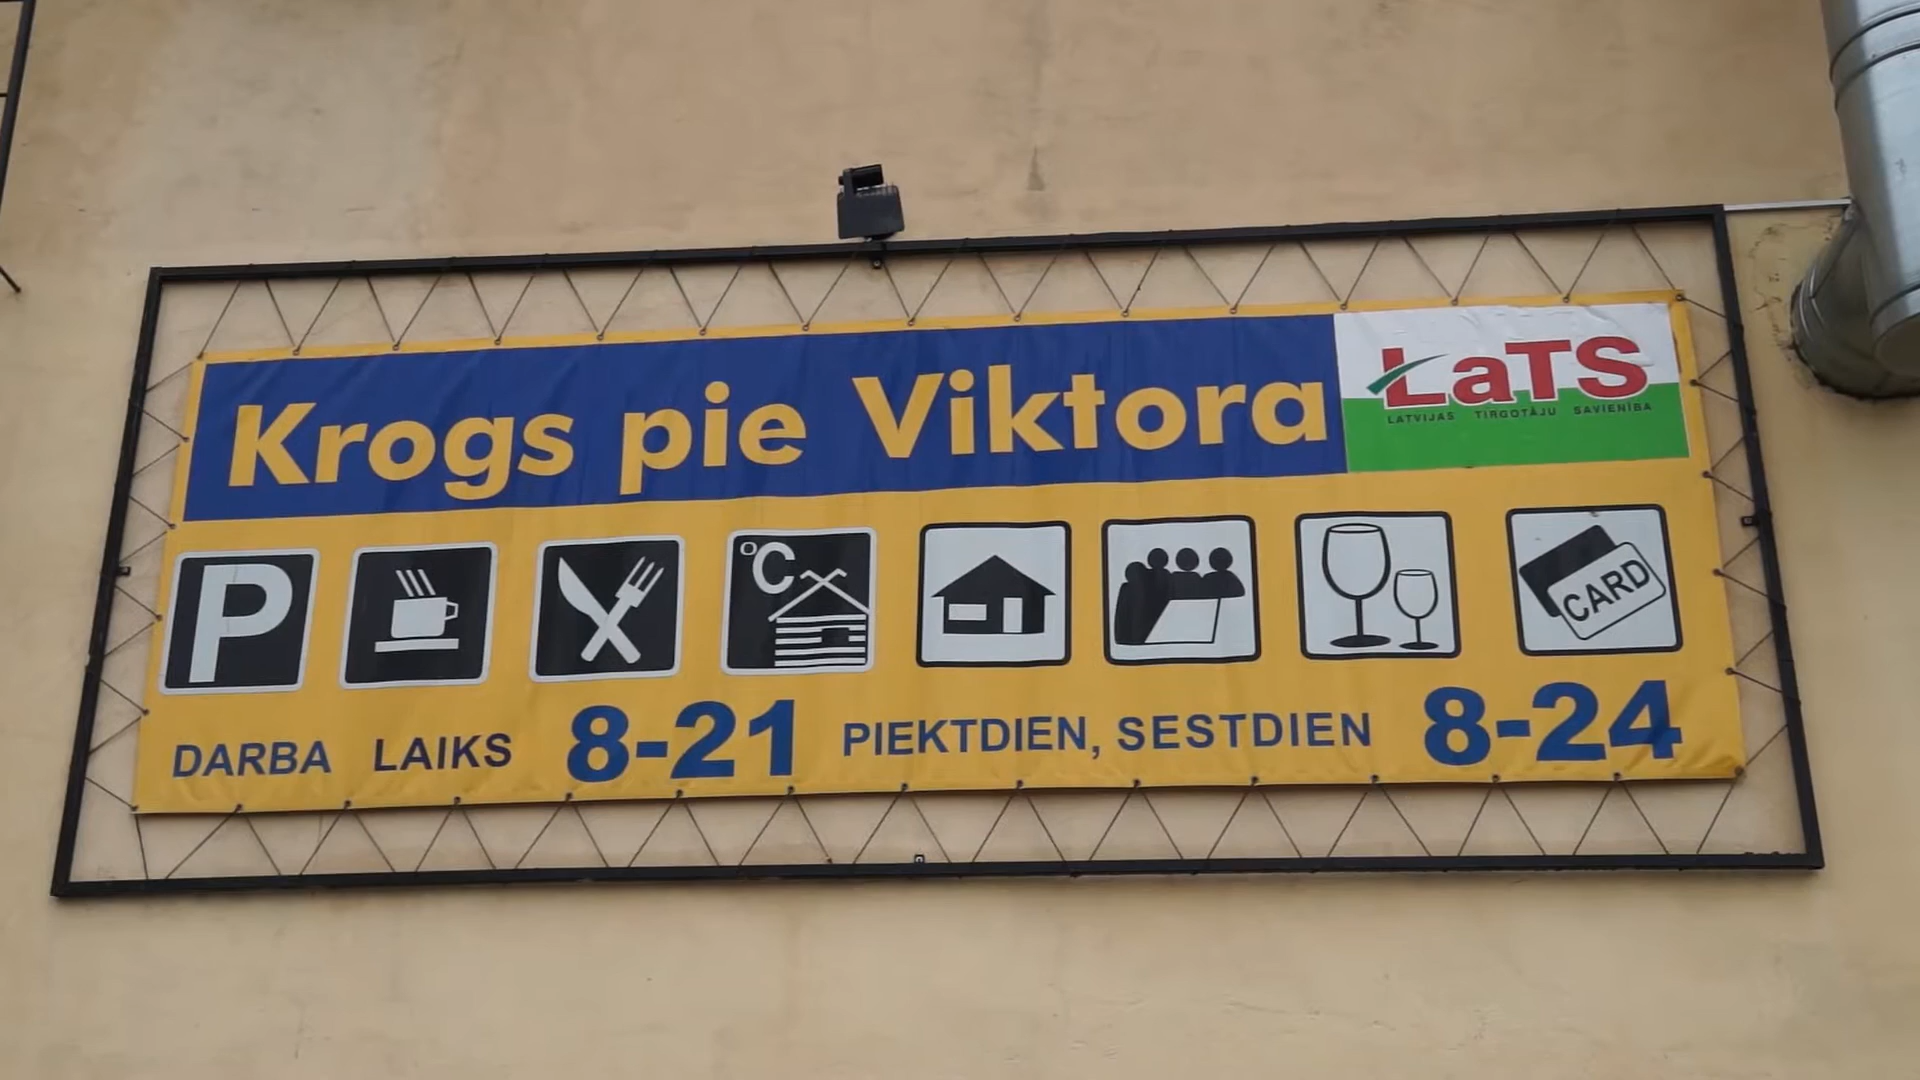 Krogs pie Viktora
LaTS
LATVIJAS TIRGOTĀJU SAVIENĪBA
P
°C
CARD
DARBA LAIKS 8-21 PIEKTDIEN, SESTDIEN 8-24